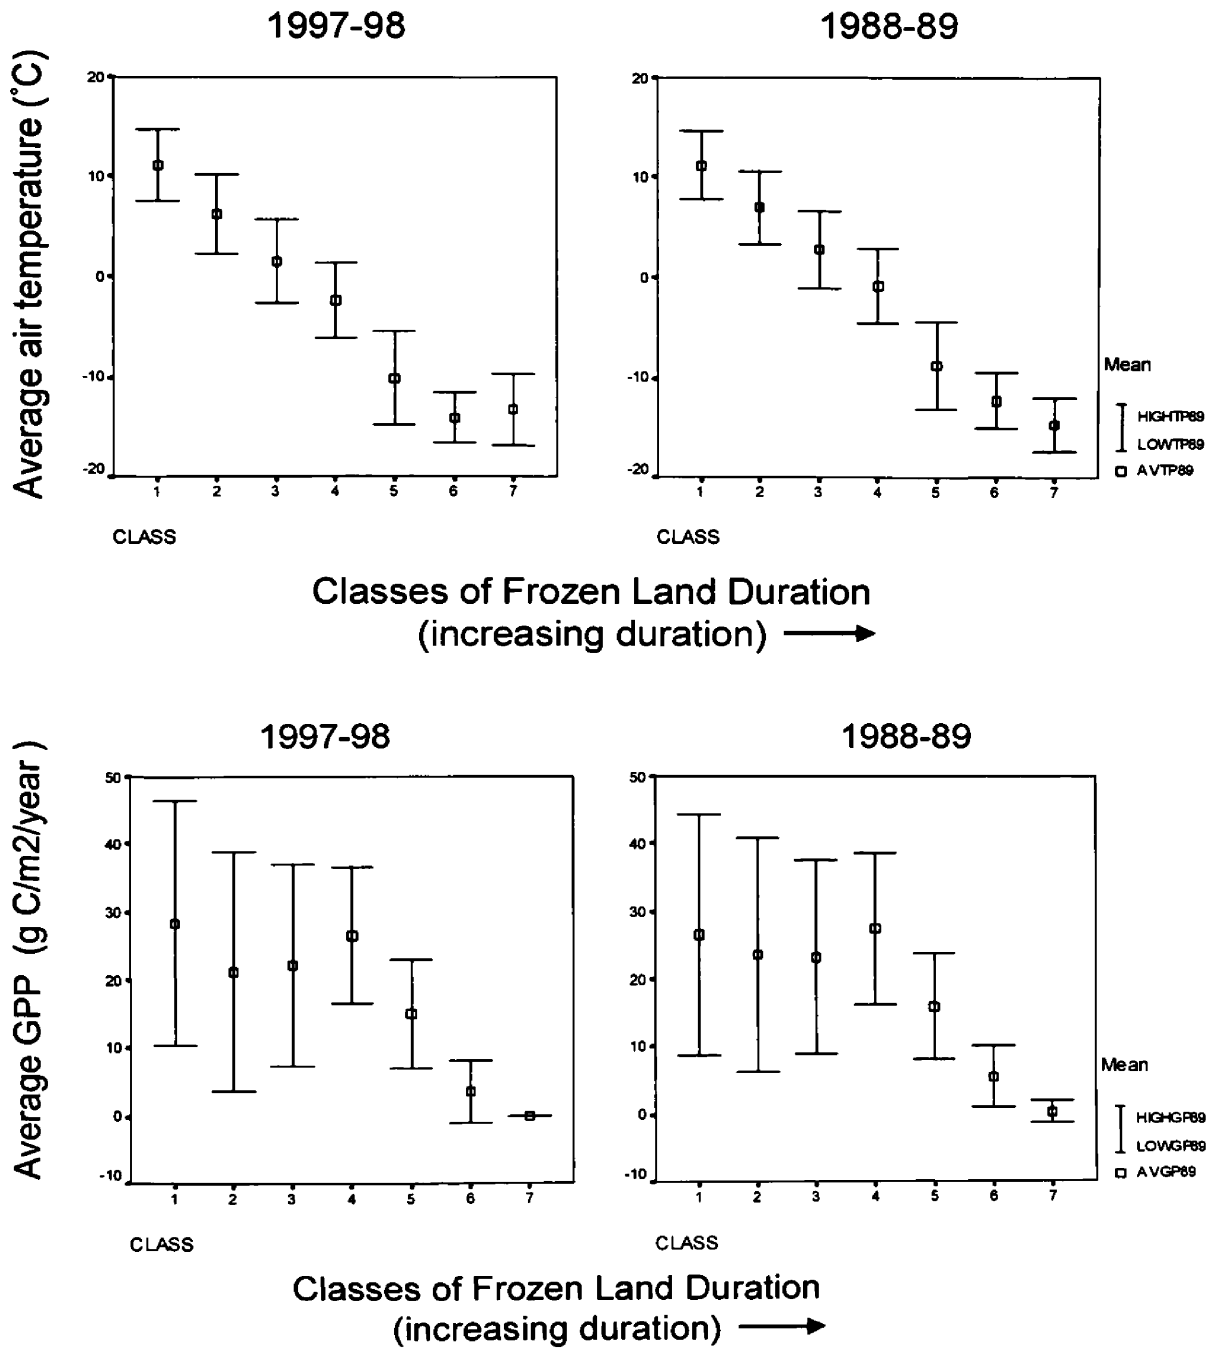 1997-98
1988-89
Average air temperature (°C)
20
10
0
-10
-20
1 2 3 4 5 6 7
CLASS
20
10
0
-10
-20
1 2 3 4 5 6 7
CLASS
Mean
HIGHTP89
LOWTP89
AVTP89
Classes of Frozen Land Duration
(increasing duration)
1997-98
1988-89
Average GPP (g C/m2/year)
50
40
30
20
10
0
-10
1 2 3 4 5 6 7
CLASS
50
40
30
20
10
0
-10
1 2 3 4 5 6 7
CLASS
Mean
HIGHGP89
LOWGP89
AVGP89
Classes of Frozen Land Duration
(increasing duration)